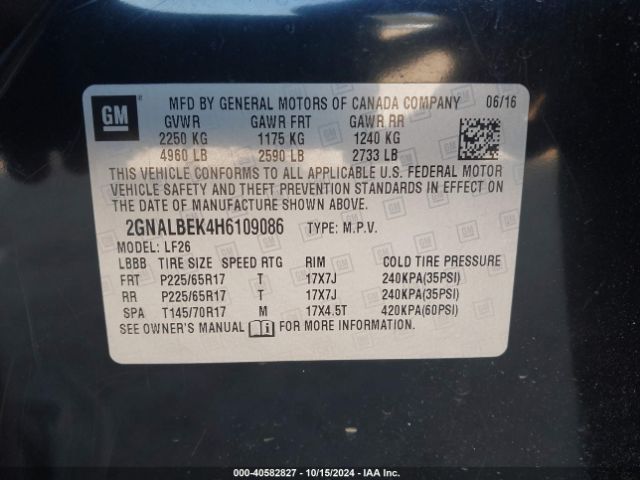 GM
MFD BY GENERAL MOTORS OF CANADA COMPANY 06/16
GVWR GAWR FRT GAWR RR
2250 KG 1175 KG 1240 KG
4960 LB 2590 LB 2733 LB
THIS VEHICLE CONFORMS TO ALL APPLICABLE U.S. FEDERAL MOTOR
VEHICLE SAFETY AND THEFT PREVENTION STANDARDS IN EFFECT ON
THE DATE OF MANUFACTURE SHOWN ABOVE.
2GNALBEK4H6109086 TYPE: M.P.V.
MODEL: LF26
LBBB TIRE SIZE SPEED RTG RIM COLD TIRE PRESSURE
FRT P225/65R17 T 17X7J 240KPA(35PSI)
RR P225/65R17 T 17X7J 240KPA(35PSI)
SPA T145/70R17 M 17X4.5T 420KPA(60PSI)
SEE OWNER'S MANUAL FOR MORE INFORMATION.
000-40582827 - 10/15/2024 - IAA Inc.